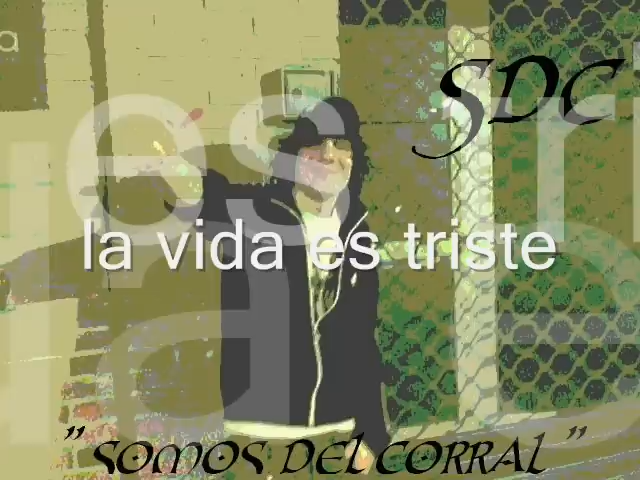 SDC
la vida es triste
" SOMOS DEL CORRAL "